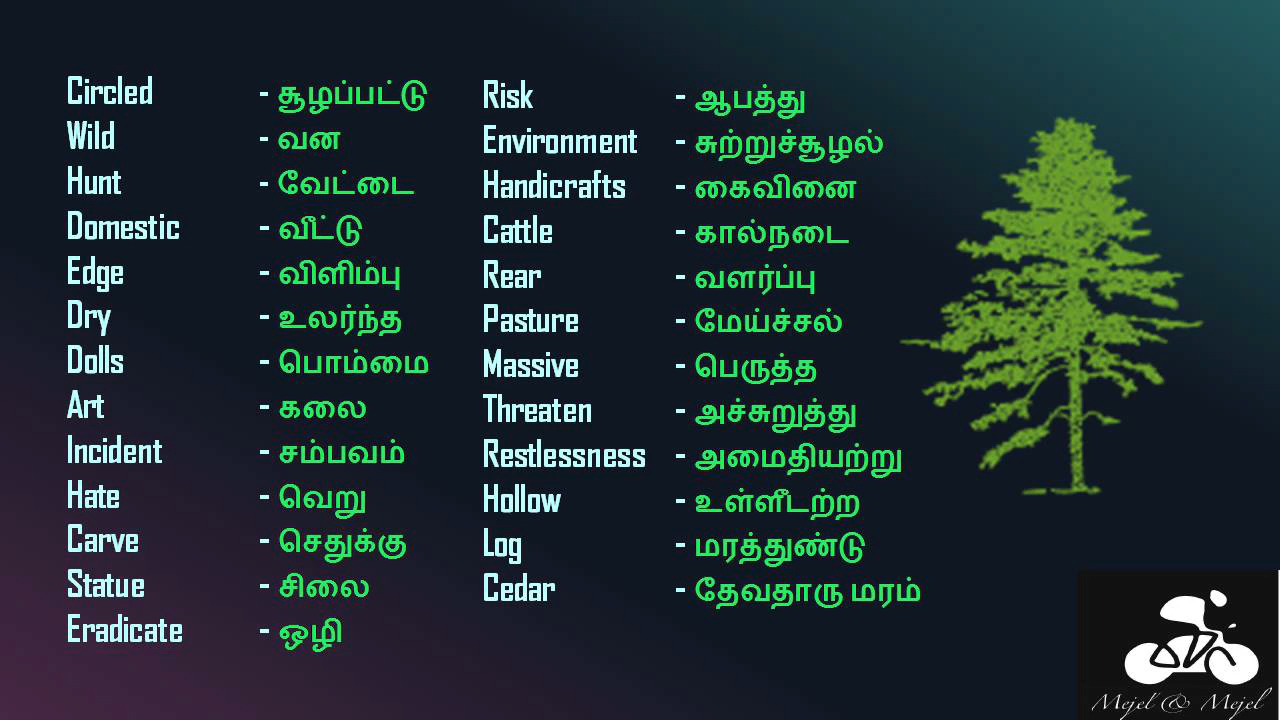 Circled - சூழப்பட்டு
Wild - வன
Hunt - வேட்டை
Domestic - வீட்டு
Edge - விளிம்பு
Dry - உலர்ந்த
Dolls - பொம்மை
Art - கலை
Incident - சம்பவம்
Hate - வெறு
Carve - செதுக்கு
Statue - சிலை
Eradicate - ஒழி
Risk - ஆபத்து
Environment - சுற்றுச்சூழல்
Handicrafts - கைவினை
Cattle - கால்நடை
Rear - வளர்ப்பு
Pasture - மேய்ச்சல்
Massive - பெருத்த
Threaten - அச்சுறுத்து
Restlessness - அமைதியற்று
Hollow - உள்ளீடற்ற
Log - மரத்துண்டு
Cedar - தேவதாரு மரம்
Mejel & Mejel